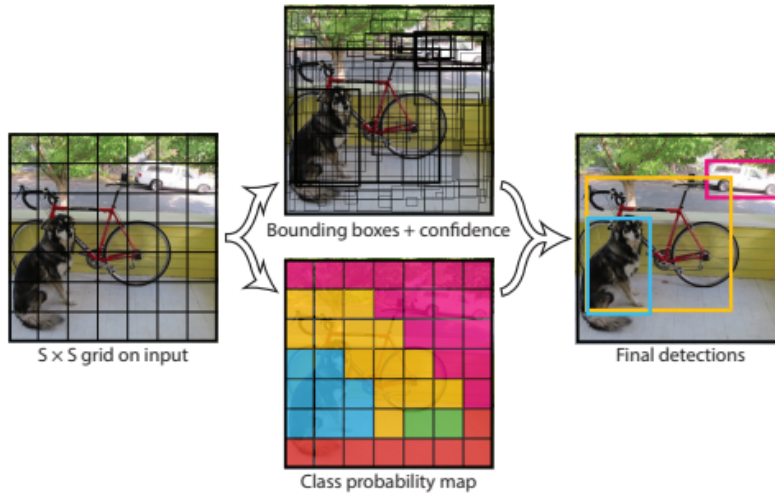 Bounding boxes + confidence
S × S grid on input
Final detections
Class probability map